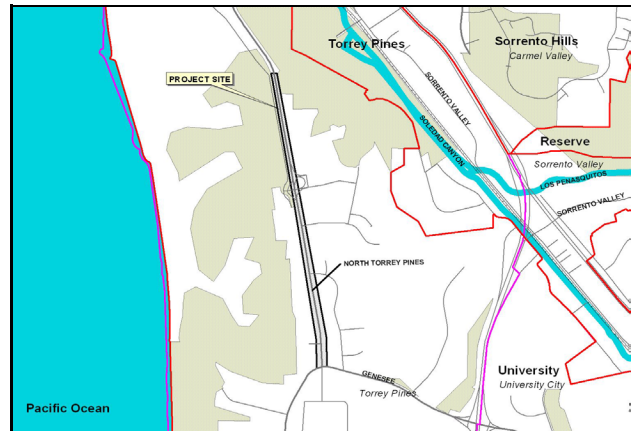 Torrey Pines
Sorrento Hills
Carmel Valley
PROJECT SITE
SORRENTO VALLEY
SOLEDAD CANYON
Reserve
Sorrento Valley
LOS PENASQUITOS
SORRENTO VALLEY
NORTH TORREY PINES
GENESEE
Torrey Pines
University
University City
Pacific Ocean